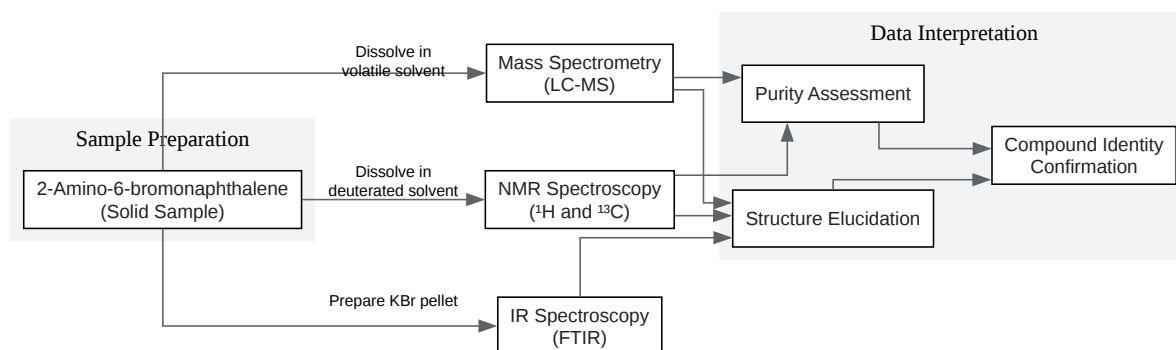 Data Interpretation
Dissolve in
volatile solvent
Mass Spectrometry
(LC-MS)
Purity Assessment
Sample Preparation
Compound Identity
Confirmation
2-Amino-6-bromonaphthalene
(Solid Sample)
Dissolve in
deuterated solvent
NMR Spectroscopy
(¹H and ¹³C)
Structure Elucidation
Prepare KBr pellet
IR Spectroscopy
(FTIR)